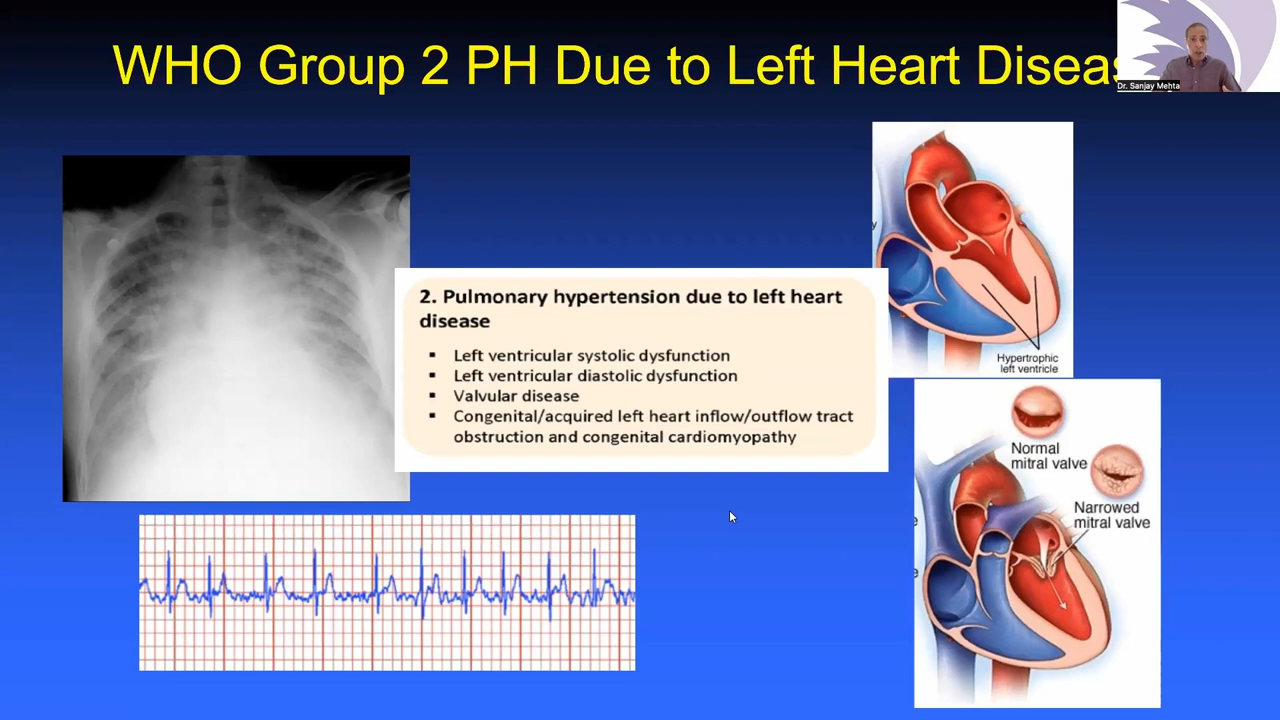 WHO Group 2 PH Due to Left Heart Diseas
Dr. Sanjay Mehta
2. Pulmonary hypertension due to left heart
disease
▪ Left ventricular systolic dysfunction
▪ Left ventricular diastolic dysfunction
▪ Valvular disease
▪ Congenital/acquired left heart inflow/outflow tract
obstruction and congenital cardiomyopathy
Hypertrophic
left ventricle
Normal
mitral valve
Narrowed
mitral valve